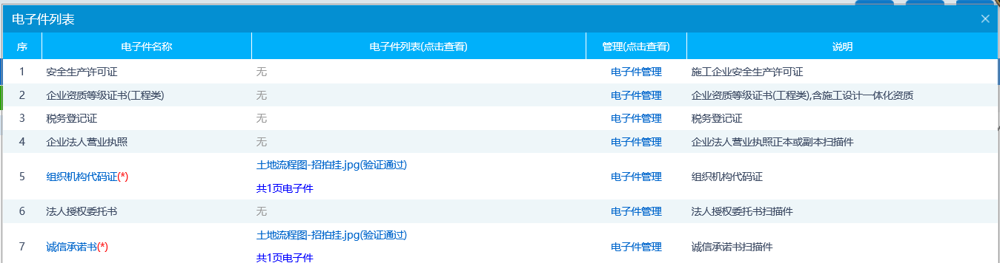 电子件列表
序 电子件名称 电子件列表(点击查看) 管理(点击查看) 说明
1 安全生产许可证 无 电子件管理 施工企业安全生产许可证
2 企业资质等级证书(工程类) 无 电子件管理 企业资质等级证书(工程类),含施工设计一体化资质
3 税务登记证 无 电子件管理 税务登记证
4 企业法人营业执照 无 电子件管理 企业法人营业执照正本或副本扫描件
土地流程图-招拍挂.jpg(验证通过)
5 组织机构代码证(*) 电子件管理 组织机构代码证
共1页电子件
6 法人授权委托书 无 电子件管理 法人授权委托书扫描件
土地流程图-招拍挂.jpg(验证通过)
7 诚信承诺书(*) 电子件管理 诚信承诺书扫描件
共1页电子件